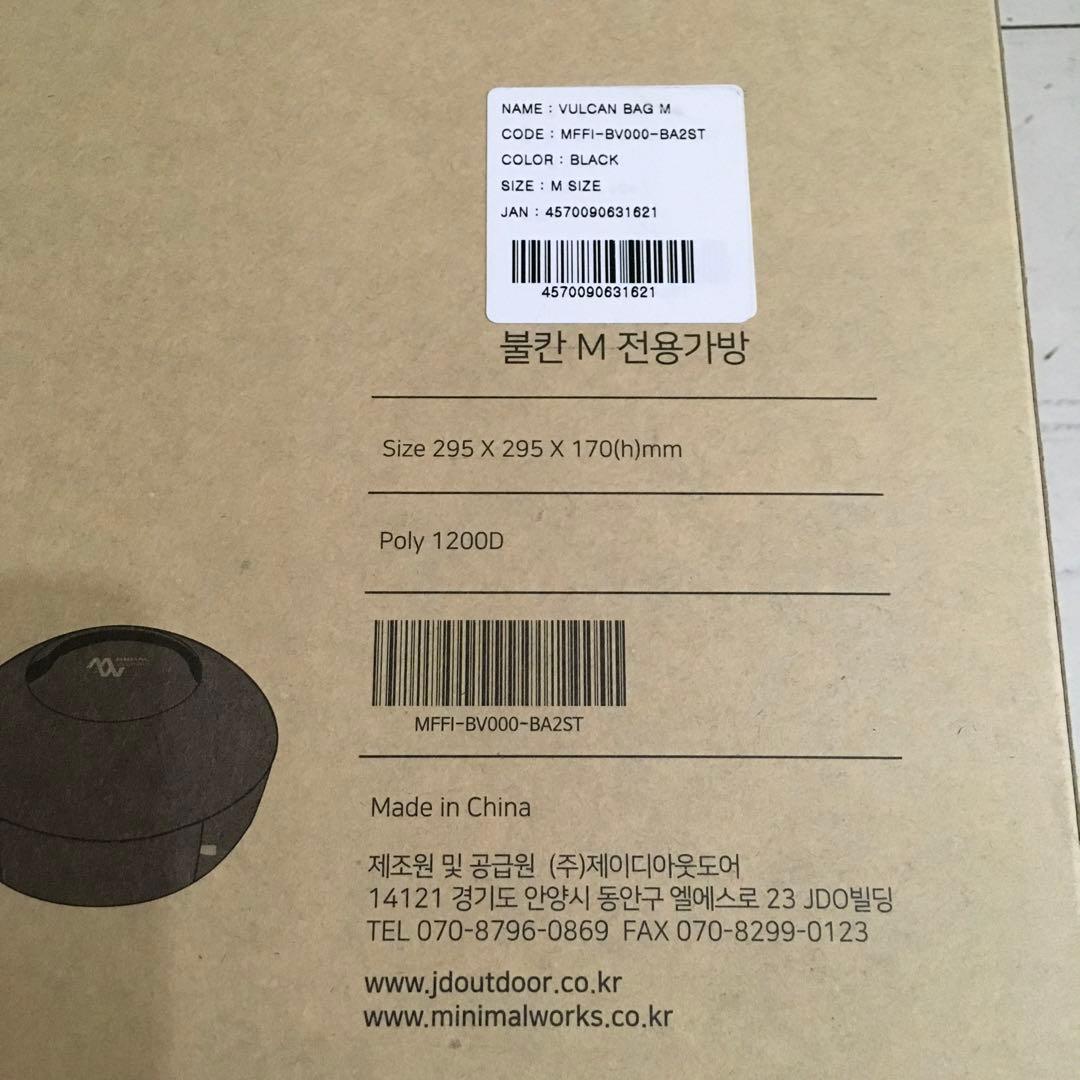 NAME : VULCAN BAG M
CODE : MFFI-BV000-BA2ST
COLOR : BLACK
SIZE : M SIZE
JAN : 4570090631621
4570090631621
불칸 M 전용가방
Size 295 X 295 X 170(h)mm
Poly 1200D
MFFI-BV000-BA2ST
Made in China
제조원 및 공급원 (주)제이디아웃도어
14121 경기도 안양시 동안구 엘에스로 23 JDO빌딩
TEL 070-8796-0869 FAX 070-8299-0123
www.jdoutdoor.co.kr
www.minimalworks.co.kr